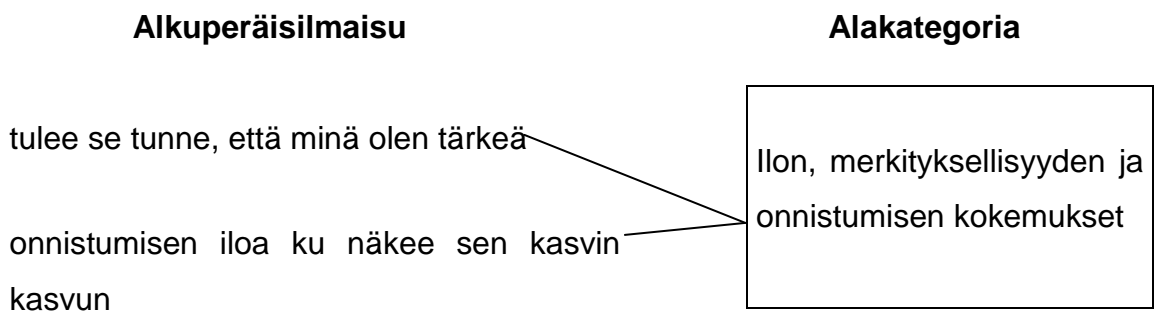 Alkuperäisilmaisu
Alakategoria
tulee se tunne, että minä olen tärkeä
onnistumisen iloa ku näkee sen kasvin
kasvun
Ilon, merkityksellisyyden ja
onnistumisen kokemukset